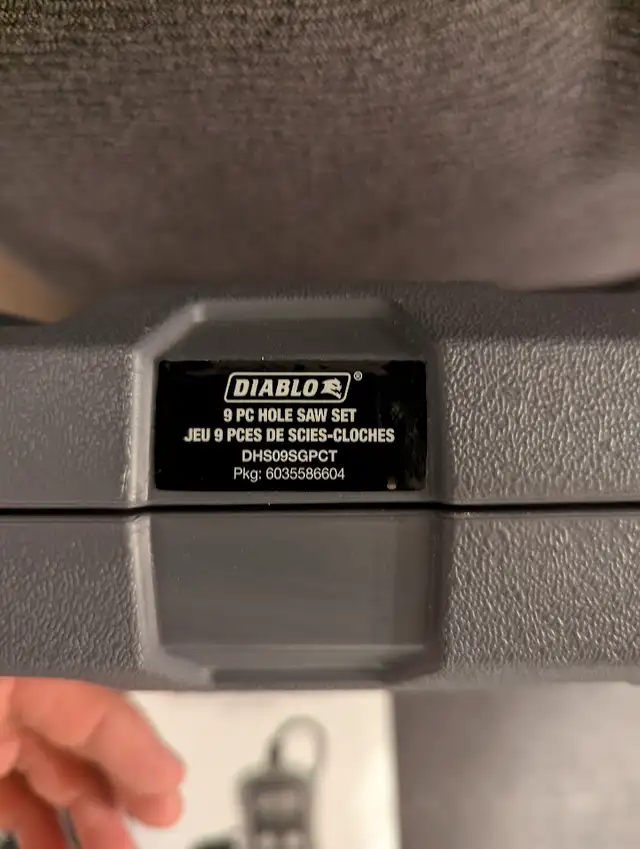 DIABLO®
9 PC HOLE SAW SET
JEU 9 PCES DE SCIES-CLOCHES
DHS09SGPCT
Pkg: 6035586604